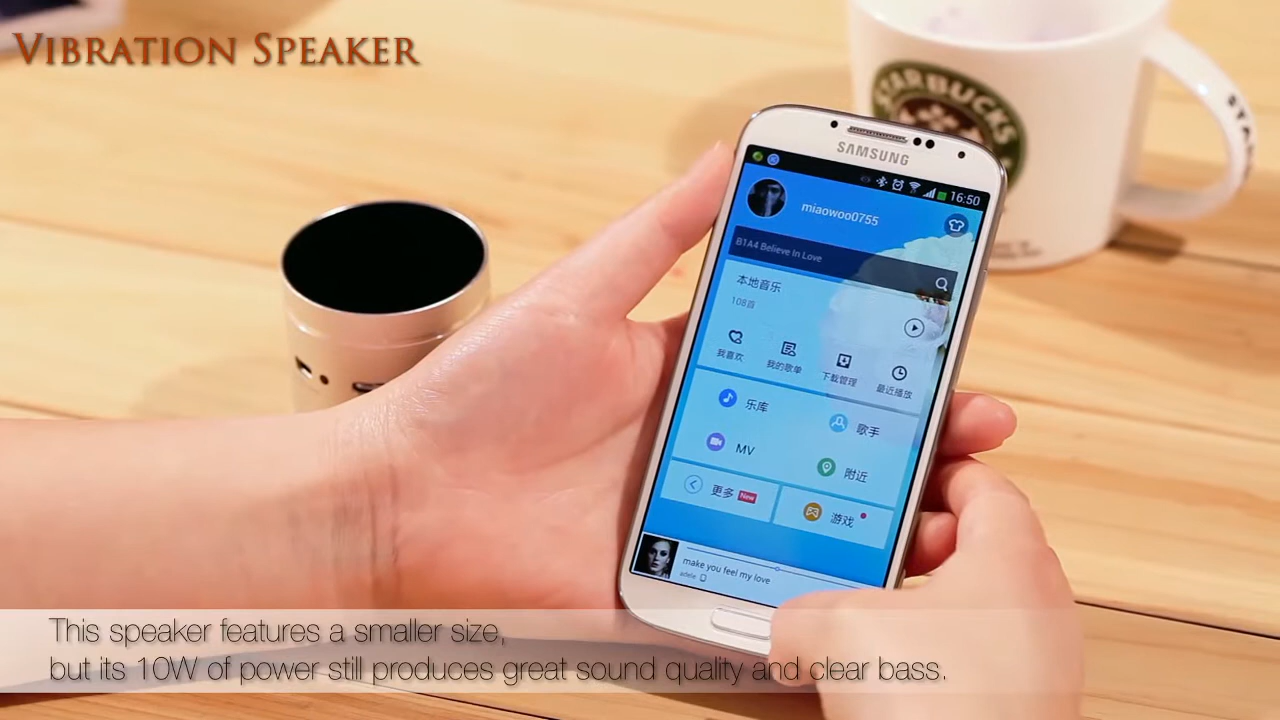 VIBRATION SPEAKER
STARBUCKS
STA
SAMSUNG
16:50
miaowoo0755
B1A4 Believe In Love
本地音乐
108首
我喜欢
我的歌单
下载管理
最近播放
乐库
歌手
MV
附近
更多 New
游戏
make you feel my love
adele
This speaker features a smaller size,
but its 10W of power still produces great sound quality and clear bass.